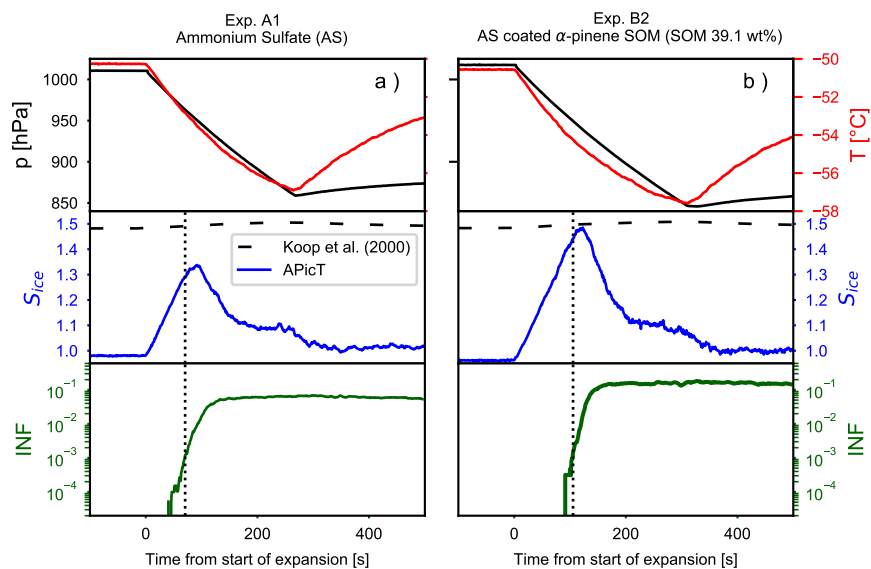 Exp. A1
Ammonium Sulfate (AS)
Exp. B2
AS coated α-pinene SOM (SOM 39.1 wt%)
a )
b )
p [hPa]
1000
950
900
850
−50
−51
−52
−53
−54
−55
−56
−57
−58
T [°C]
S_ice
1.5
1.4
1.3
1.2
1.1
1.0
Koop et al. (2000)
APicT
1.5
1.4
1.3
1.2
1.1
1.0
S_ice
INF
10⁻¹
10⁻²
10⁻³
10⁻⁴
10⁻¹
10⁻²
10⁻³
10⁻⁴
INF
0 200 400
0 200 400
Time from start of expansion [s]
Time from start of expansion [s]